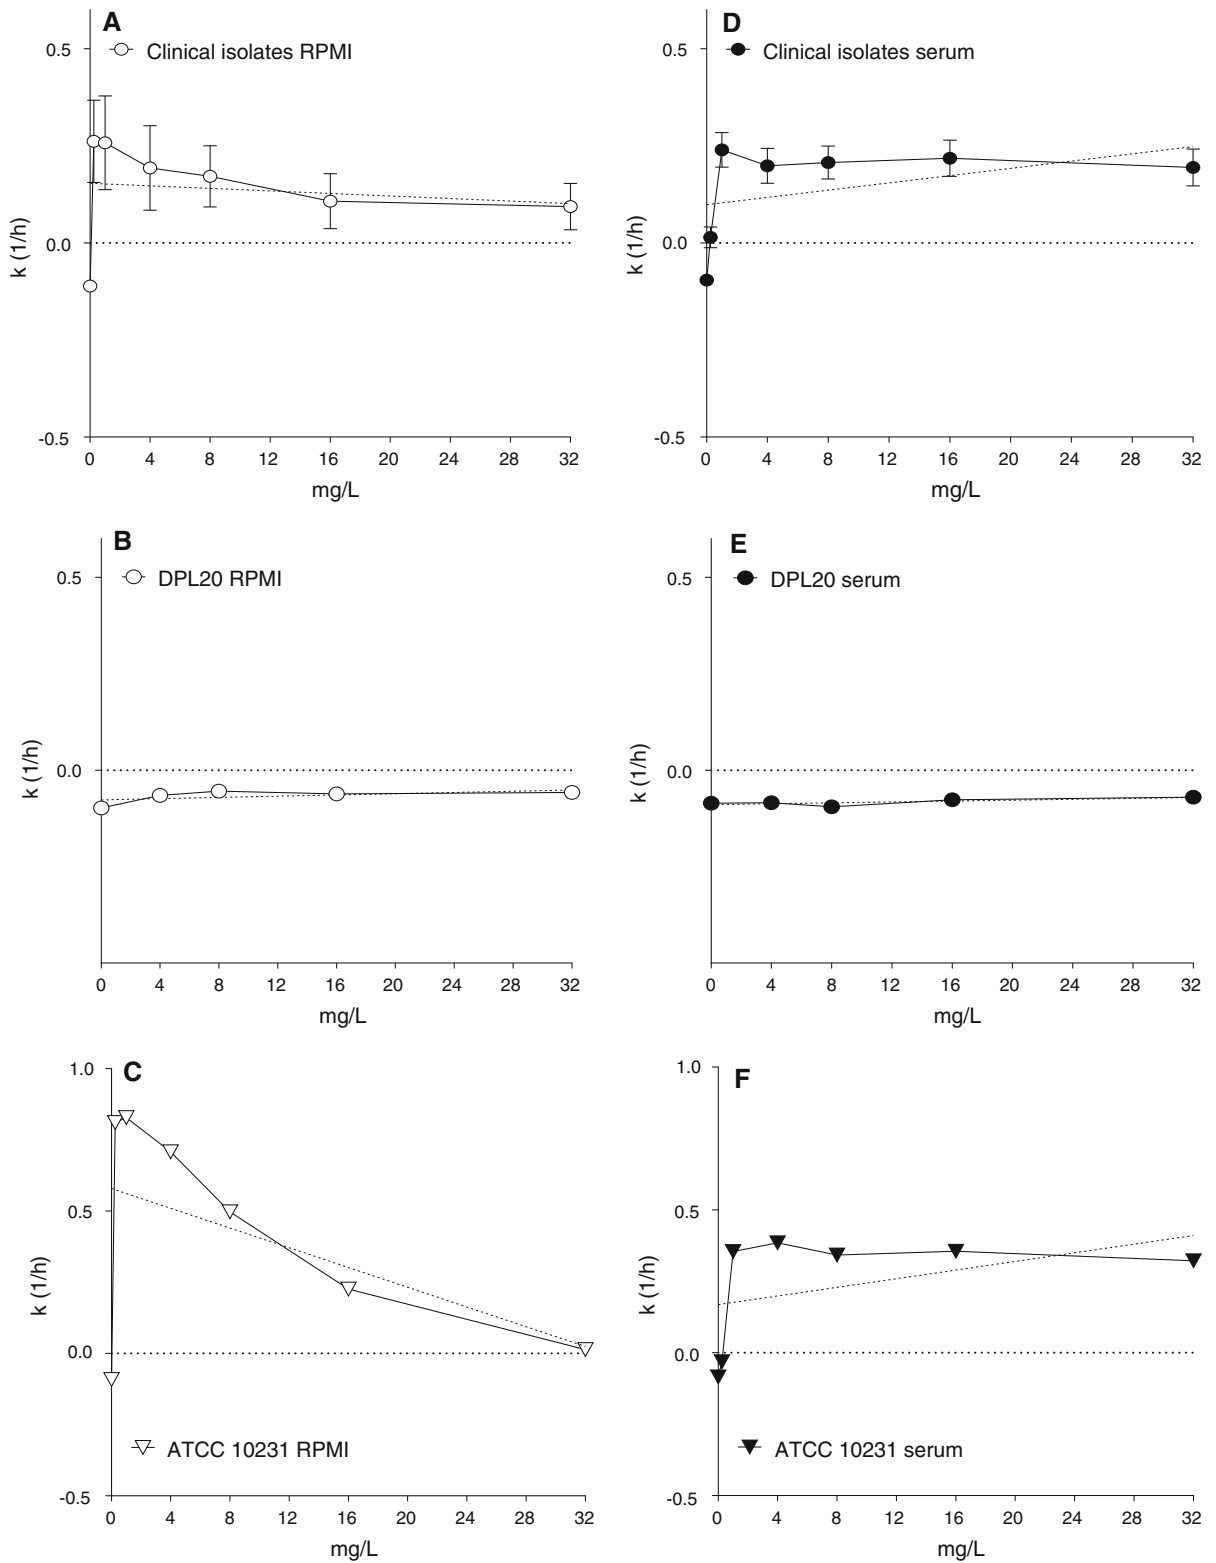 A
0.5
Clinical isolates RPMI
k (1/h)
0.0
-0.5
0 4 8 12 16 20 24 28 32
mg/L
D
0.5
Clinical isolates serum
k (1/h)
0.0
-0.5
0 4 8 12 16 20 24 28 32
mg/L
B
0.5
DPL20 RPMI
k (1/h)
0.0
0 4 8 12 16 20 24 28 32
mg/L
E
0.5
DPL20 serum
k (1/h)
0.0
0 4 8 12 16 20 24 28 32
mg/L
C
1.0
0.5
k (1/h)
0.0
ATCC 10231 RPMI
-0.5
0 4 8 12 16 20 24 28 32
mg/L
F
1.0
0.5
k (1/h)
0.0
ATCC 10231 serum
-0.5
0 4 8 12 16 20 24 28 32
mg/L